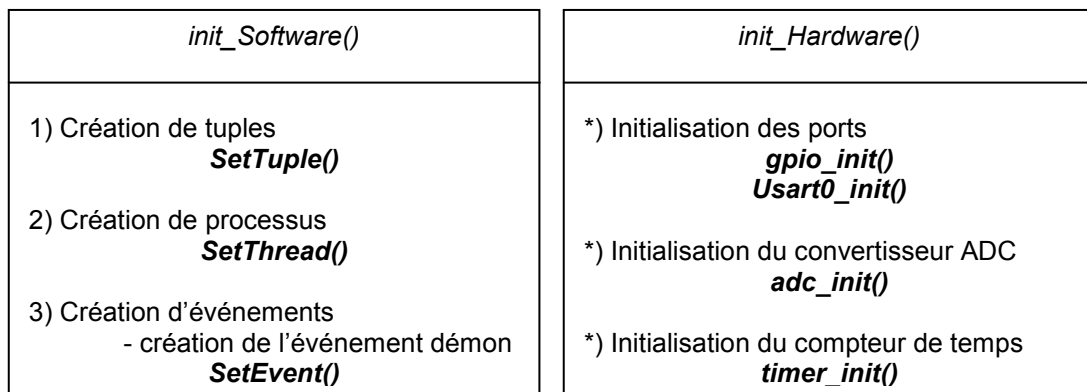 init_Software()
1) Création de tuples
SetTuple()
2) Création de processus
SetThread()
3) Création d’événements
- création de l’événement démon
SetEvent()
init_Hardware()
*) Initialisation des ports
gpio_init()
Usart0_init()
*) Initialisation du convertisseur ADC
adc_init()
*) Initialisation du compteur de temps
timer_init()